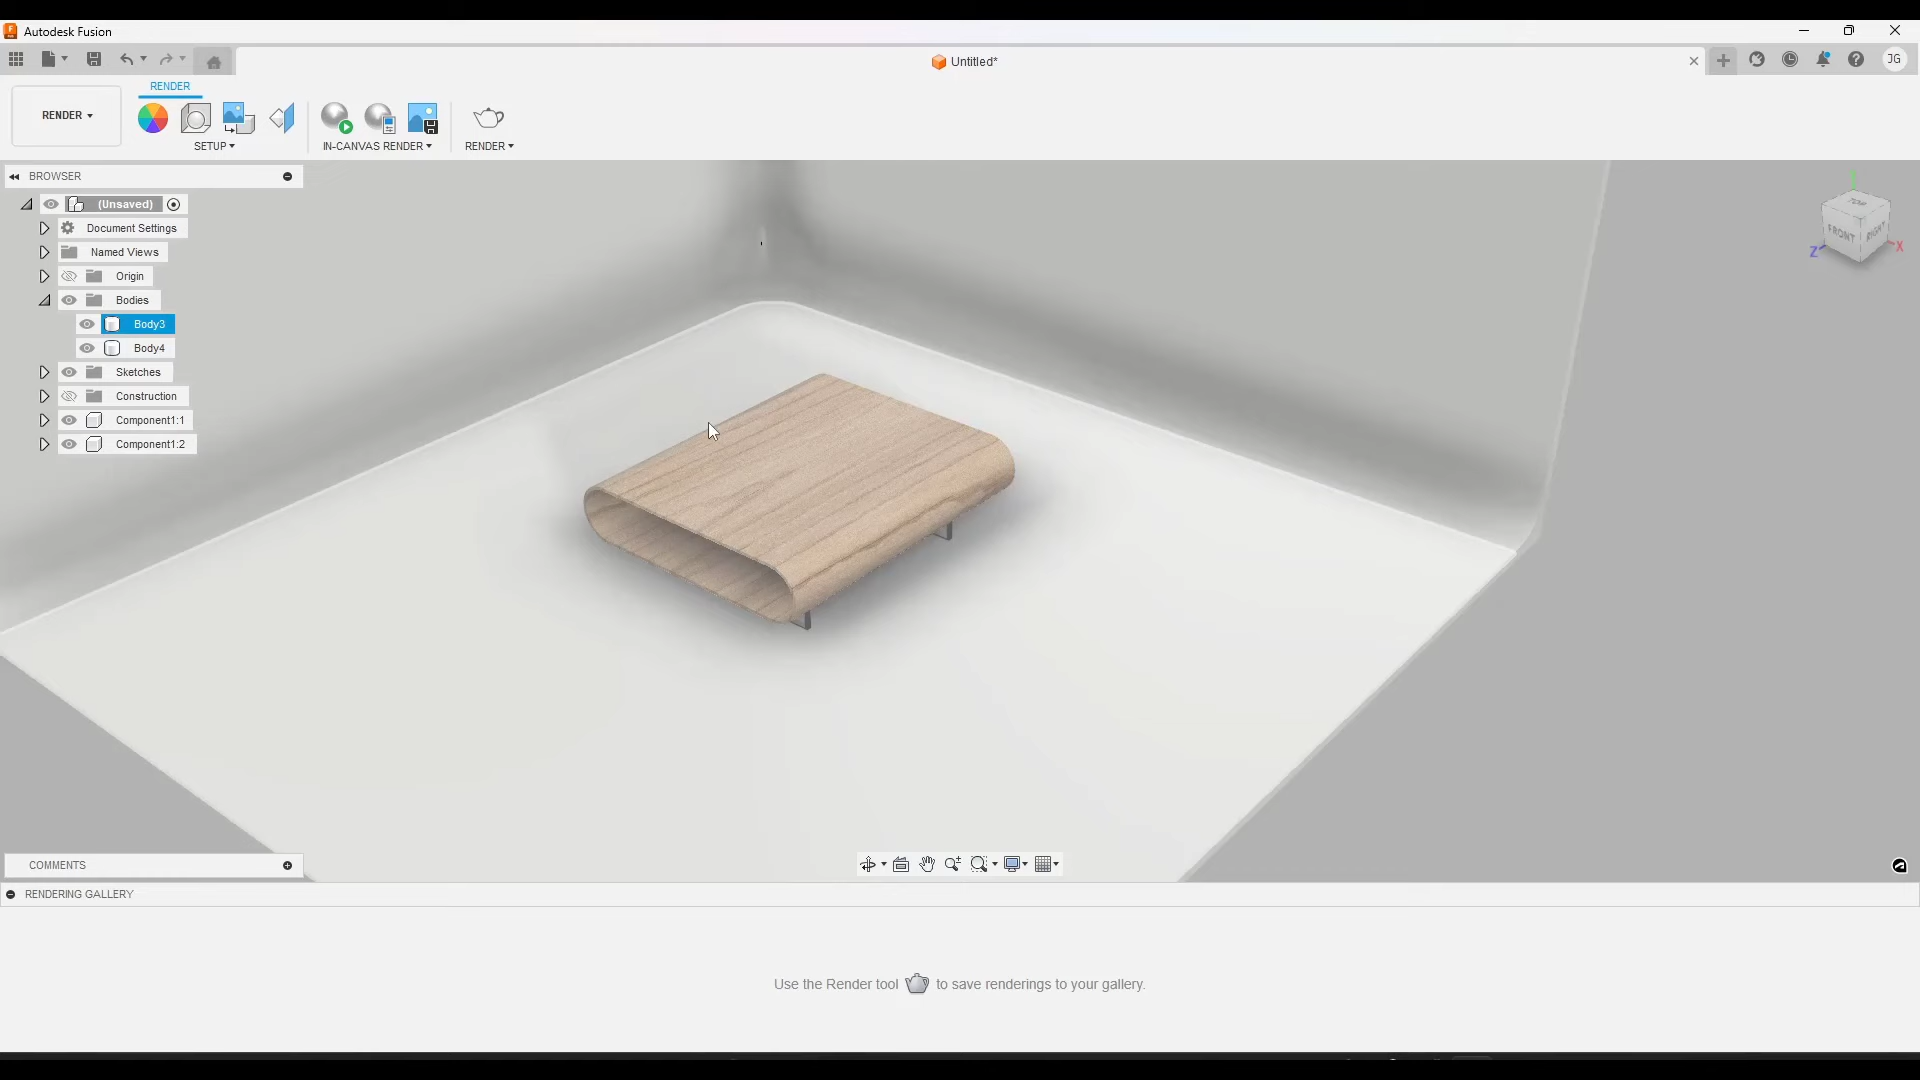 Autodesk Fusion
Untitled*
JG
RENDER
RENDER
SETUP
IN-CANVAS RENDER
RENDER
BROWSER
(Unsaved)
Document Settings
Named Views
Origin
Bodies
Body3
Body4
Sketches
Construction
Component1:1
Component1:2
TOP
FRONT
RIGHT
Z
X
COMMENTS
RENDERING GALLERY
Use the Render tool to save renderings to your gallery.